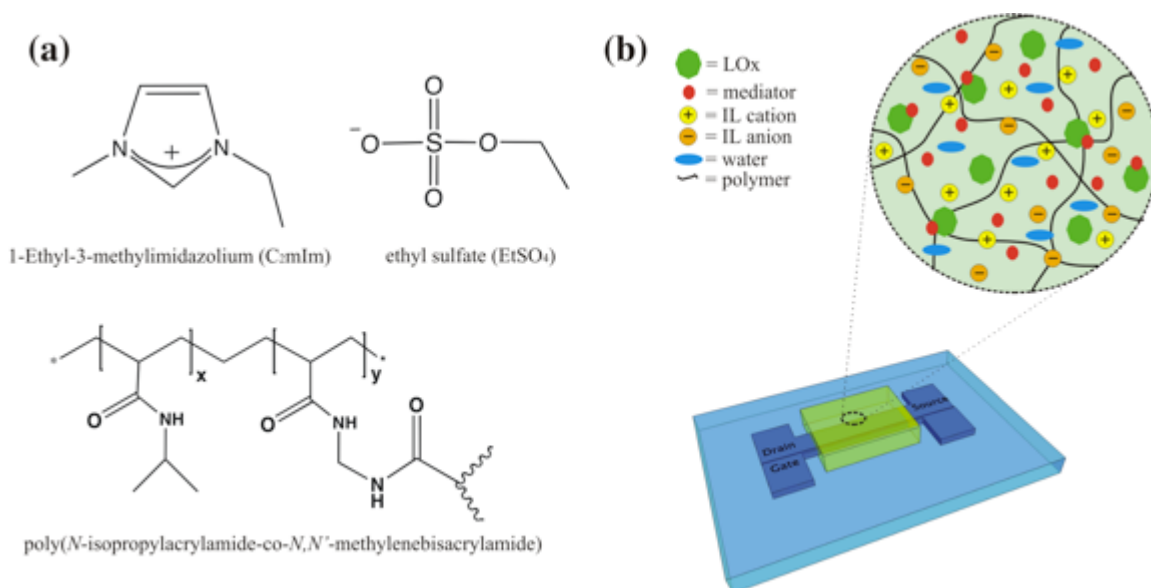 (a)
N
+
N
1-Ethyl-3-methylimidazolium (C₂mIm)
O
⁻O
S
O
O
ethyl sulfate (EtSO₄)
*
x
y
*
O
NH
O
NH
O
N
H
poly(N-isopropylacrylamide-co-N,N'-methylenebisacrylamide)
(b)
= LOx
= mediator
+ = IL cation
− = IL anion
= water
= polymer
Drain
Gate
Source